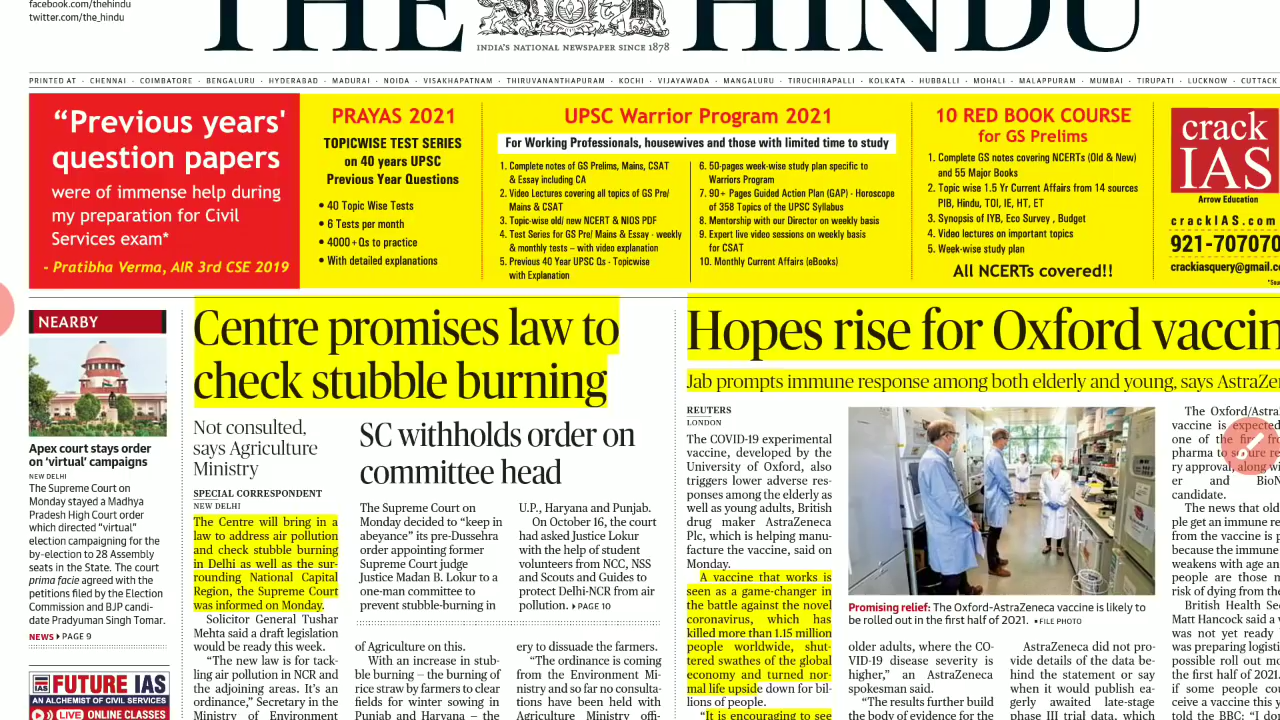 facebook.com/thehindu
twitter.com/the_hindu
THE HINDU
INDIA'S NATIONAL NEWSPAPER SINCE 1878
PRINTED AT · CHENNAI · COIMBATORE · BENGALURU · HYDERABAD · MADURAI · NOIDA · VISAKHAPATNAM · THIRUVANANTHAPURAM · KOCHI · VIJAYAWADA · MANGALURU · TIRUCHIRAPALLI · KOLKATA · HUBBALLI · MOHALI · MALAPPURAM · MUMBAI · TIRUPATI · LUCKNOW · CUTTACK
“Previous years'
question papers
were of immense help during
my preparation for Civil
Services exam*
- Pratibha Verma, AIR 3rd CSE 2019
PRAYAS 2021
TOPICWISE TEST SERIES
on 40 years UPSC
Previous Year Questions
• 40 Topic Wise Tests
• 6 Tests per month
• 4000+Qs to practice
• With detailed explanations
UPSC Warrior Program 2021
For Working Professionals, housewives and those with limited time to study
1. Complete notes of GS Prelims, Mains, CSAT
& Essay including CA
2. Video Lectures covering all topics of GS Pre/
Mains & CSAT
3. Topic-wise old/ new NCERT & NIOS PDF
4. Test Series for GS Pre/ Mains & Essay - weekly
& monthly tests – with video explanation
5. Previous 40 Year UPSC Qs - Topicwise
with Explanation
6. 50-pages week-wise study plan specific to
Warriors Program
7. 90+ Pages Guided Action Plan (GAP) - Horoscope
of 358 Topics of the UPSC Syllabus
8. Mentorship with our Director on weekly basis
9. Expert live video sessions on weekly basis
for CSAT
10. Monthly Current Affairs (eBooks)
10 RED BOOK COURSE
for GS Prelims
1. Complete GS notes covering NCERTs (Old & New)
and 55 Major Books
2. Topic wise 1.5 Yr Current Affairs from 14 sources
PIB, Hindu, TOI, IE, HT, ET
3. Synopsis of IYB, Eco Survey , Budget
4. Video lectures on important topics
5. Week-wise study plan
All NCERTs covered!!
crack
IAS
Arrow Education
crackIAS.com
921-707070
crackiasquery@gmail.co
NEARBY
Apex court stays order
on ‘virtual’ campaigns
NEW DELHI
The Supreme Court on
Monday stayed a Madhya
Pradesh High Court order
which directed “virtual”
election campaigning for the
by-election to 28 Assembly
seats in the State. The court
prima facie agreed with the
petitions filed by the Election
Commission and BJP candi-
date Pradyuman Singh Tomar.
NEWS ▸ PAGE 9
IAS FUTURE IAS
AN ALCHEMIST OF CIVIL SERVICES
LIVE ONLINE CLASSES
Centre promises law to
check stubble burning
Not consulted,
says Agriculture
Ministry
SPECIAL CORRESPONDENT
NEW DELHI
The Centre will bring in a
law to address air pollution
and check stubble burning
in Delhi as well as the sur-
rounding National Capital
Region, the Supreme Court
was informed on Monday.
Solicitor General Tushar
Mehta said a draft legislation
would be ready this week.
“The new law is for tack-
ling air pollution in NCR and
the adjoining areas. It's an
ordinance,” Secretary in the
Ministry of Environment
SC withholds order on
committee head
The Supreme Court on
Monday decided to “keep in
abeyance” its pre-Dussehra
order appointing former
Supreme Court judge
Justice Madan B. Lokur to a
one-man committee to
prevent stubble-burning in
U.P., Haryana and Punjab.
On October 16, the court
had asked Justice Lokur
with the help of student
volunteers from NCC, NSS
and Scouts and Guides to
protect Delhi-NCR from air
pollution. ▸ PAGE 10
of Agriculture on this.
With an increase in stub-
ble burning – the burning of
rice straw by farmers to clear
fields for winter sowing in
Punjab and Haryana – the
ery to dissuade the farmers.
“The ordinance is coming
from the Environment Mi-
nistry and so far no consulta-
tions have been held with
Agriculture Ministry offi-
Hopes rise for Oxford vaccin
Jab prompts immune response among both elderly and young, says AstraZe
REUTERS
LONDON
The COVID-19 experimental
vaccine, developed by the
University of Oxford, also
triggers lower adverse res-
ponses among the elderly as
well as young adults, British
drug maker AstraZeneca
Plc, which is helping manu-
facture the vaccine, said on
Monday.
A vaccine that works is
seen as a game-changer in
the battle against the novel
coronavirus, which has
killed more than 1.15 million
people worldwide, shut-
tered swathes of the global
economy and turned nor-
mal life upside down for bil-
lions of people.
“It is encouraging to see
Promising relief: The Oxford-AstraZeneca vaccine is likely to
be rolled out in the first half of 2021. • FILE PHOTO
older adults, where the CO-
VID-19 disease severity is
higher,” an AstraZeneca
spokesman said.
“The results further build
the body of evidence for the
AstraZeneca did not pro-
vide details of the data be-
hind the statement or say
when it would publish ea-
gerly awaited late-stage
phase III trial data, which
The Oxford/Astra
vaccine is expected
one of the first fro
pharma to secure re
ry approval, along wi
er and BioN
candidate.
The news that old
ple get an immune re
from the vaccine is p
because the immune
weakens with age an
people are those m
risk of dying from the
British Health Se
Matt Hancock said a v
was not yet ready
was preparing logisti
possible roll out mo
the first half of 2021.
if some people co
ceive a vaccine this y
told the BBC: “I do